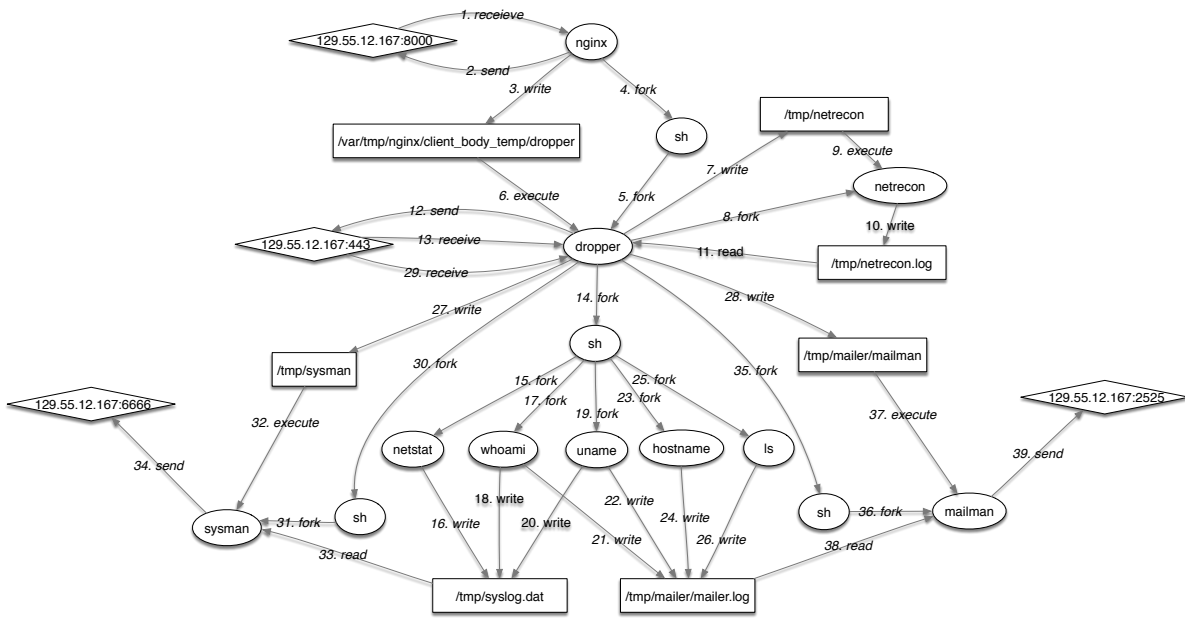 1. receieve
129.55.12.167:8000
nginx
2. send
3. write
4. fork
/tmp/netrecon
/var/tmp/nginx/client_body_temp/dropper
sh
9. execute
7. write
netrecon
6. execute
5. fork
12. send
8. fork
10. write
129.55.12.167:443
13. receive
dropper
11. read
/tmp/netrecon.log
29. receive
14. fork
28. write
27. write
sh
/tmp/mailer/mailman
/tmp/sysman
30. fork
35. fork
15. fork
25. fork
17. fork
23. fork
129.55.12.167:6666
129.55.12.167:2525
32. execute
19. fork
37. execute
netstat
whoami
uname
hostname
ls
34. send
39. send
18. write
22. write
sh
sh
36. fork
mailman
sysman
31. fork
16. write
20. write
24. write
21. write
26. write
33. read
38. read
/tmp/syslog.dat
/tmp/mailer/mailer.log